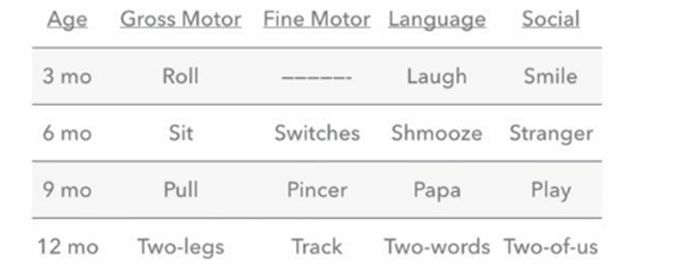 Age Gross Motor Fine Motor Language Social
3 mo Roll ------- Laugh Smile
6 mo Sit Switches Shmooze Stranger
9 mo Pull Pincer Papa Play
12 mo Two-legs Track Two-words Two-of-us